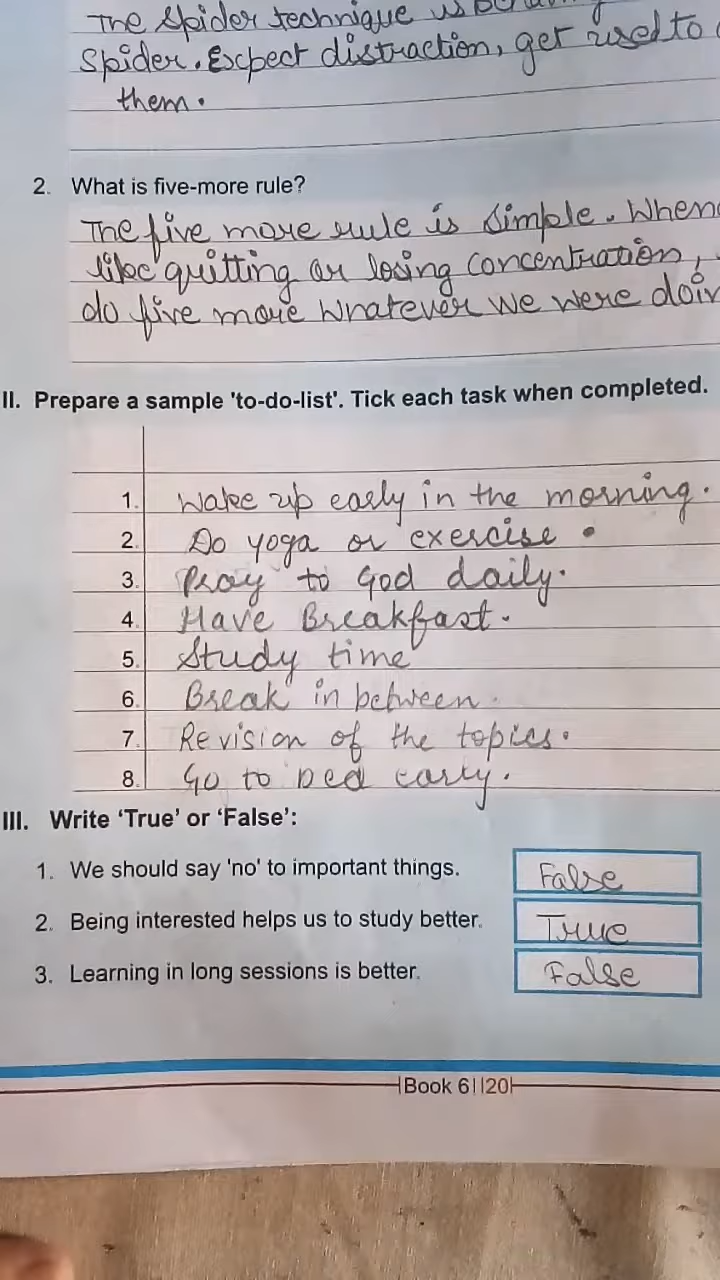 The Spider technique is
Spider. Expect distraction, get used to
them.
2. What is five-more rule?
The five more rule is simple. When
like quitting or losing concentration,
do five more whatever we were doin
II. Prepare a sample 'to-do-list'. Tick each task when completed.
1. Wake up early in the morning.
2. Do yoga or exercise.
3. Pray to God daily.
4. Have Breakfast.
5. Study time
6. Break in between.
7. Revision of the topics.
8. Go to bed early.
III. Write ‘True’ or ‘False’:
1. We should say 'no' to important things. False
2. Being interested helps us to study better. True
3. Learning in long sessions is better. False
Book 6 | 20